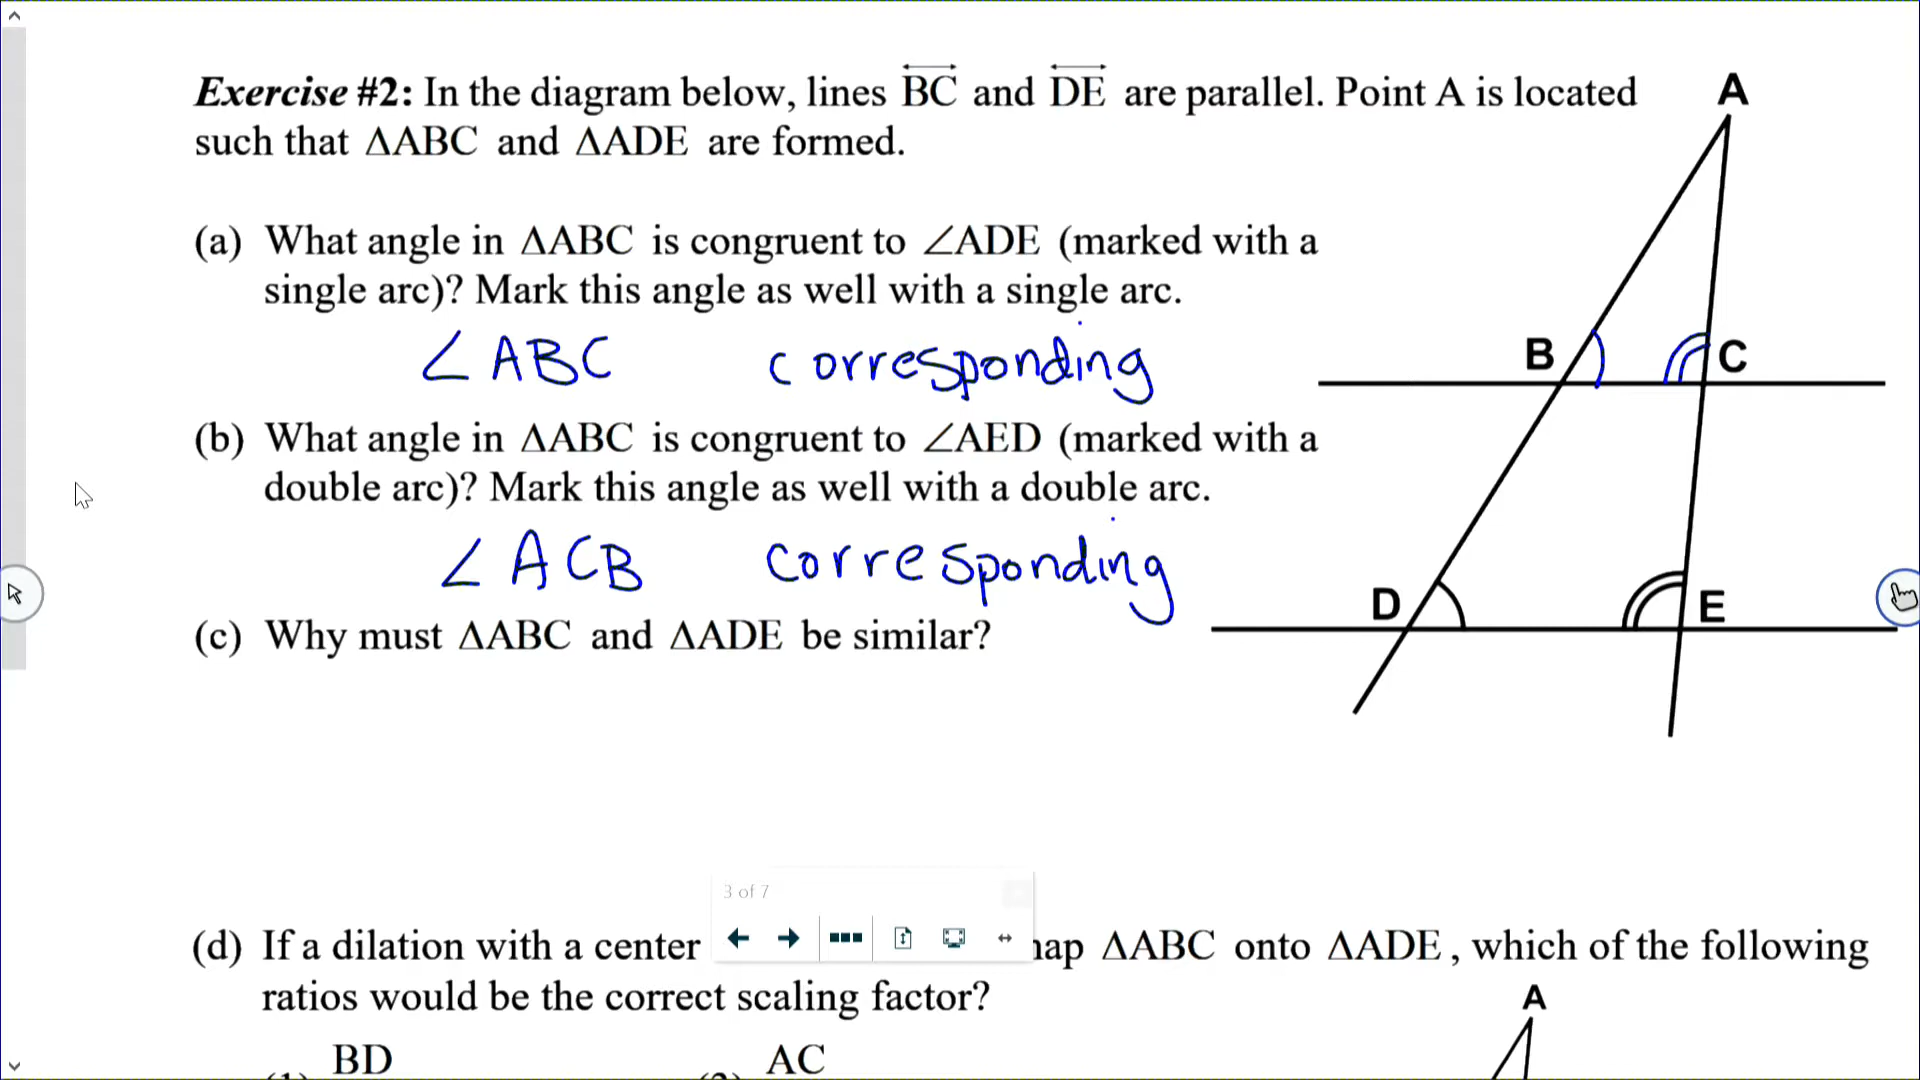 Exercise #2: In the diagram below, lines BC and DE are parallel. Point A is located
such that ΔABC and ΔADE are formed.
(a) What angle in ΔABC is congruent to ∠ADE (marked with a
single arc)? Mark this angle as well with a single arc.
∠ABC corresponding
(b) What angle in ΔABC is congruent to ∠AED (marked with a
double arc)? Mark this angle as well with a double arc.
∠ACB corresponding
(c) Why must ΔABC and ΔADE be similar?
A
B
C
D
E
3 of 7
(d) If a dilation with a center ΔABC onto ΔADE, which of the following
ratios would be the correct scaling factor?
BD
AC
A